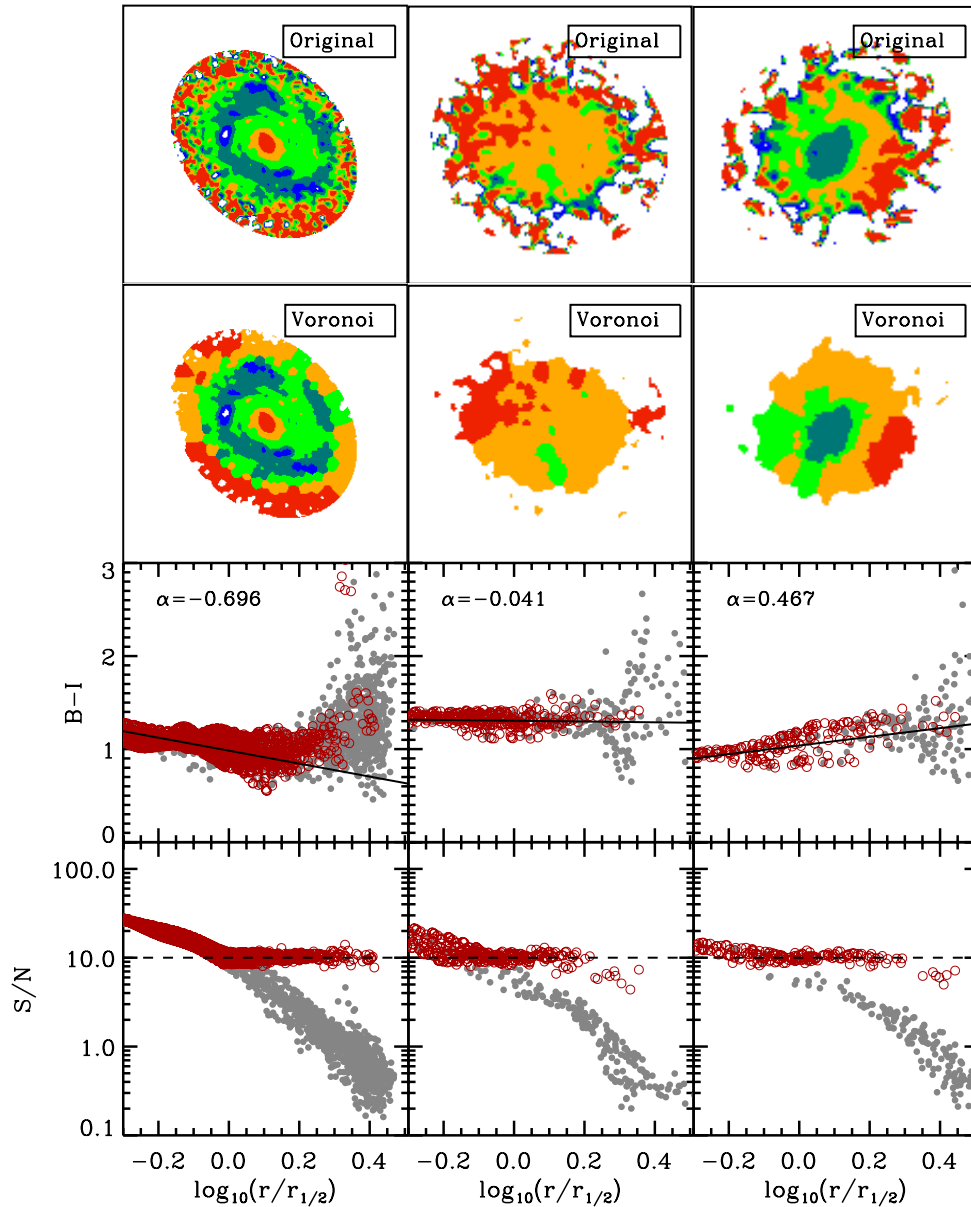 Original Original Original
Voronoi Voronoi Voronoi
3
α=−0.696 α=−0.041 α=0.467
2
B−I
1
0
100.0
10.0
S/N
1.0
0.1
−0.2 0.0 0.2 0.4 −0.2 0.0 0.2 0.4 −0.2 0.0 0.2 0.4
log10(r/r1/2) log10(r/r1/2) log10(r/r1/2)